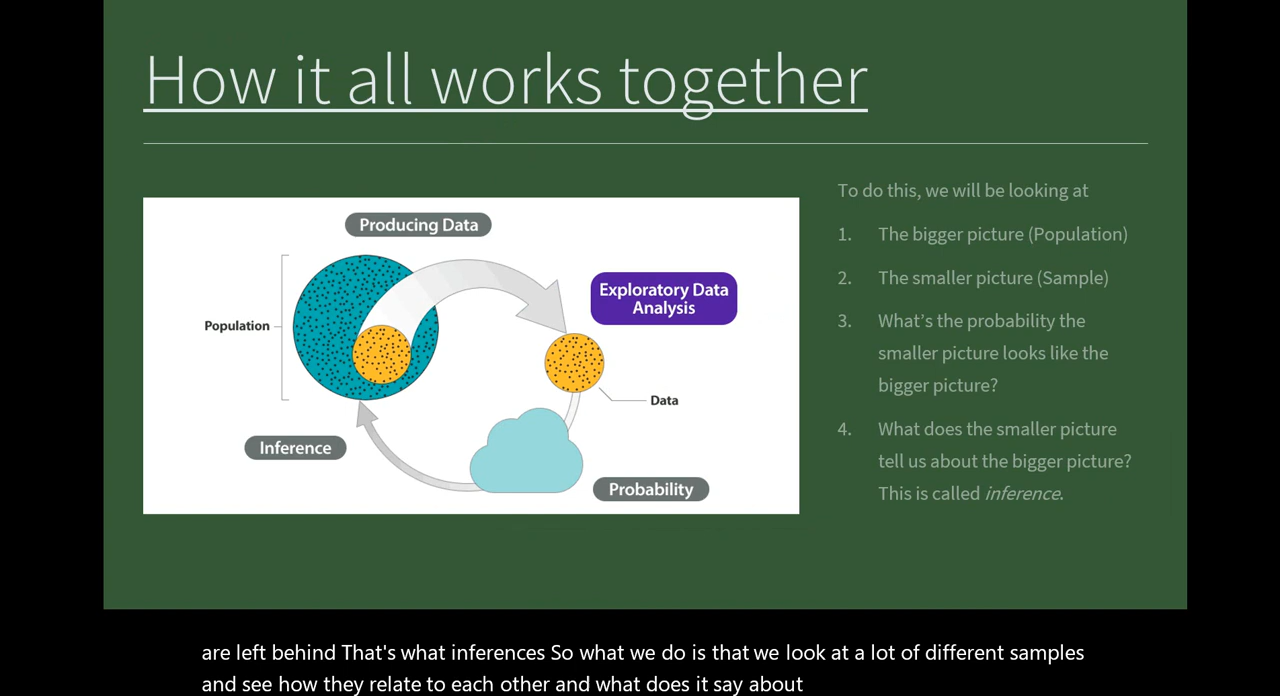 How it all works together
Producing Data
Exploratory Data
Analysis
Population
Data
Inference
Probability
To do this, we will be looking at
1. The bigger picture (Population)
2. The smaller picture (Sample)
3. What's the probability the
smaller picture looks like the
bigger picture?
4. What does the smaller picture
tell us about the bigger picture?
This is called inference.
are left behind That's what inferences So what we do is that we look at a lot of different samples
and see how they relate to each other and what does it say about